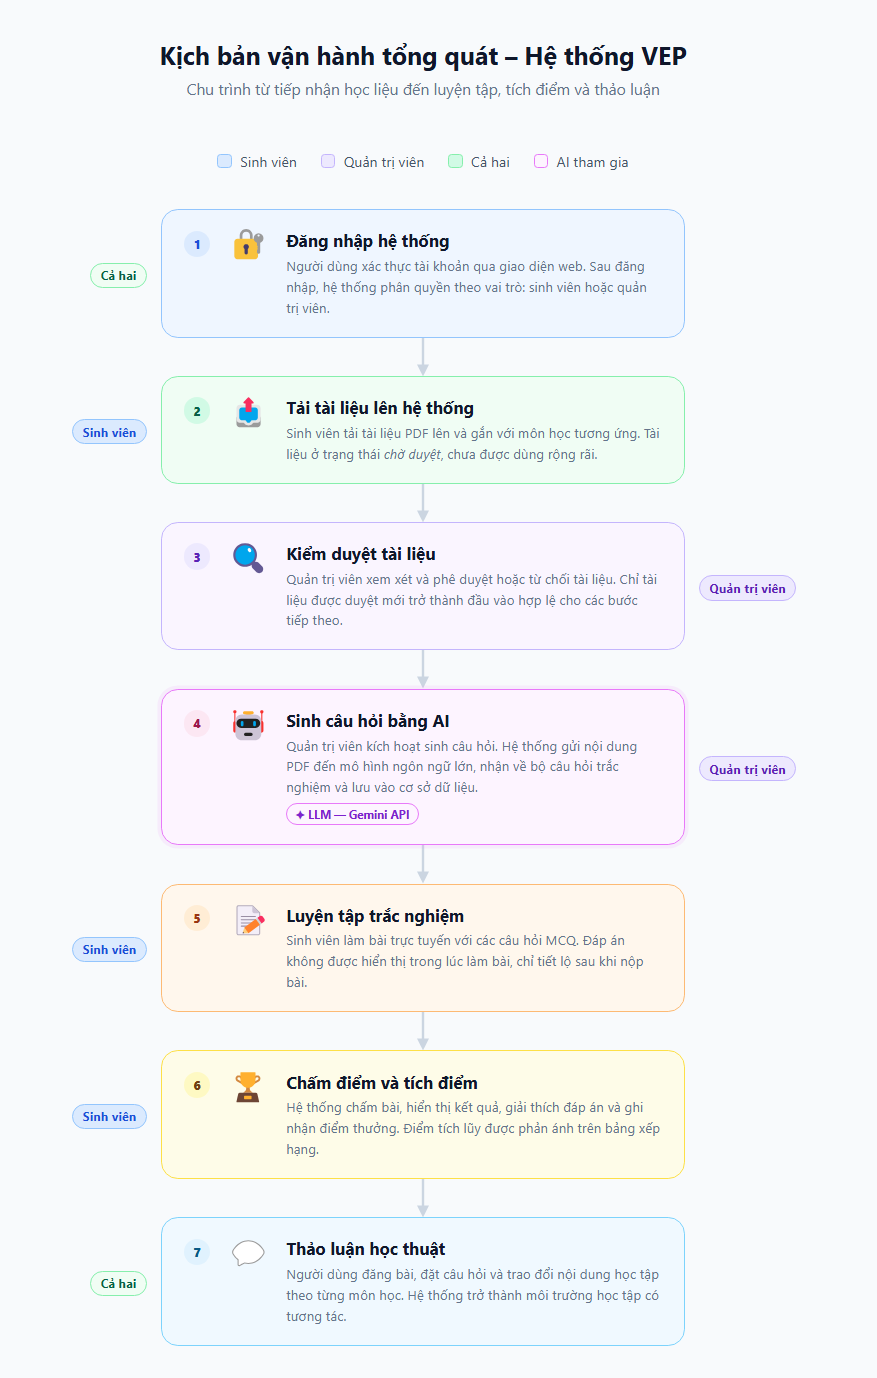 Kịch bản vận hành tổng quát – Hệ thống VEP
Chu trình từ tiếp nhận học liệu đến luyện tập, tích điểm và thảo luận
Sinh viên
Quản trị viên
Cả hai
AI tham gia
Cả hai
1
Đăng nhập hệ thống
Người dùng xác thực tài khoản qua giao diện web. Sau đăng
nhập, hệ thống phân quyền theo vai trò: sinh viên hoặc quản
trị viên.
Sinh viên
2
Tải tài liệu lên hệ thống
Sinh viên tải tài liệu PDF lên và gắn với môn học tương ứng. Tài
liệu ở trạng thái chờ duyệt, chưa được dùng rộng rãi.
3
Kiểm duyệt tài liệu
Quản trị viên xem xét và phê duyệt hoặc từ chối tài liệu. Chỉ tài
liệu được duyệt mới trở thành đầu vào hợp lệ cho các bước
tiếp theo.
Quản trị viên
4
Sinh câu hỏi bằng AI
Quản trị viên kích hoạt sinh câu hỏi. Hệ thống gửi nội dung
PDF đến mô hình ngôn ngữ lớn, nhận về bộ câu hỏi trắc
nghiệm và lưu vào cơ sở dữ liệu.
✦ LLM — Gemini API
Quản trị viên
Sinh viên
5
Luyện tập trắc nghiệm
Sinh viên làm bài trực tuyến với các câu hỏi MCQ. Đáp án
không được hiển thị trong lúc làm bài, chỉ tiết lộ sau khi nộp
bài.
Sinh viên
6
Chấm điểm và tích điểm
Hệ thống chấm bài, hiển thị kết quả, giải thích đáp án và ghi
nhận điểm thưởng. Điểm tích lũy được phản ánh trên bảng xếp
hạng.
Cả hai
7
Thảo luận học thuật
Người dùng đăng bài, đặt câu hỏi và trao đổi nội dung học tập
theo từng môn học. Hệ thống trở thành môi trường học tập có
tương tác.